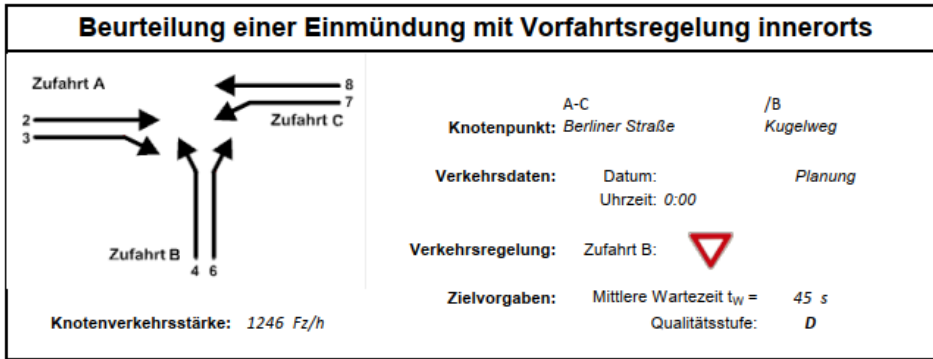 Beurteilung einer Einmündung mit Vorfahrtsregelung innerorts
Zufahrt A
8
7
Zufahrt C
2
3
Zufahrt B
4 6
Knotenverkehrsstärke: 1246 Fz/h
A-C /B
Knotenpunkt: Berliner Straße Kugelweg
Verkehrsdaten: Datum: Planung
Uhrzeit: 0:00
Verkehrsregelung: Zufahrt B:
Zielvorgaben: Mittlere Wartezeit tW = 45 s
Qualitätsstufe: D